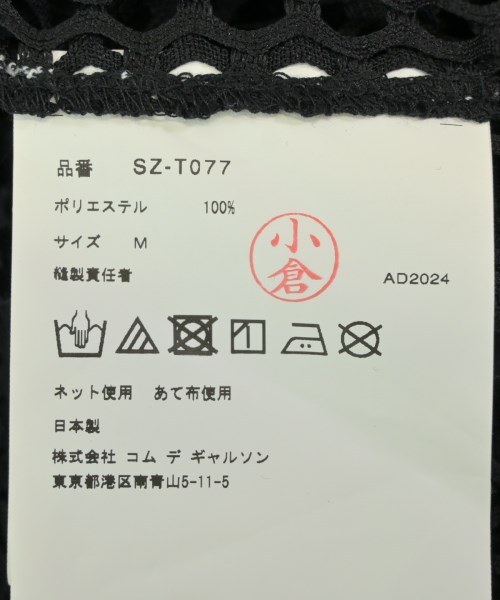 品番 SZ-T077
ポリエステル 100%
サイズ M
縫製責任者
小倉
AD2024
ネット使用 あて布使用
日本製
株式会社 コム デ ギャルソン
東京都港区南青山5-11-5